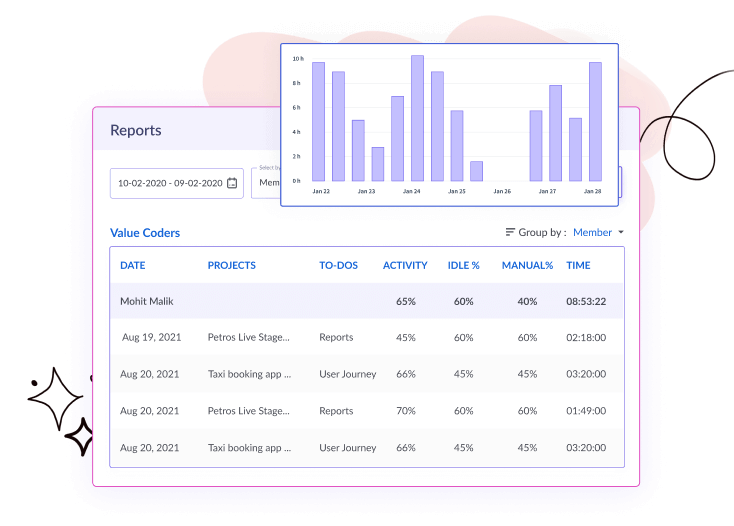 10 h
8 h
6 h
4 h
2 h
0 h
Jan 22 Jan 23 Jan 24 Jan 25 Jan 26 Jan 27 Jan 28
Reports
10-02-2020 - 09-02-2020
Select by
Mem
Value Coders
Group by : Member
DATE PROJECTS TO-DOS ACTIVITY IDLE % MANUAL% TIME
Mohit Malik 65% 60% 40% 08:53:22
Aug 19, 2021 Petros Live Stage... Reports 45% 60% 60% 02:18:00
Aug 20, 2021 Taxi booking app ... User Journey 66% 45% 45% 03:20:00
Aug 20, 2021 Petros Live Stage... Reports 70% 60% 60% 01:49:00
Aug 20, 2021 Taxi booking app ... User Journey 66% 45% 45% 03:20:00